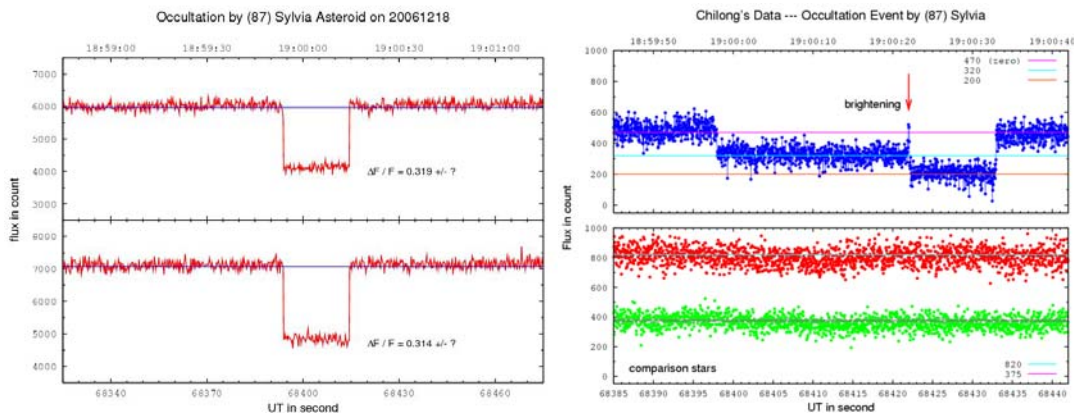 Occultation by (87) Sylvia Asteroid on 20061218
18:59:00 18:59:30 19:00:00 19:00:30 19:01:00
7000
6000
5000
4000
3000
ΔF / F = 0.319 +/- ?
8000
7000
6000
5000
4000
ΔF / F = 0.314 +/- ?
flux in count
68340 68370 68400 68430 68460
UT in second
Chilong's Data --- Occultation Event by (87) Sylvia
18:59:50 19:00:00 19:00:10 19:00:20 19:00:30 19:00:40
1000
800
600
400
200
0
470 (zero)
320
200
brightening
1000
800
600
400
200
0
comparison stars
820
375
Flux in count
68385 68390 68395 68400 68405 68410 68415 68420 68425 68430 68435 68440
UT in second